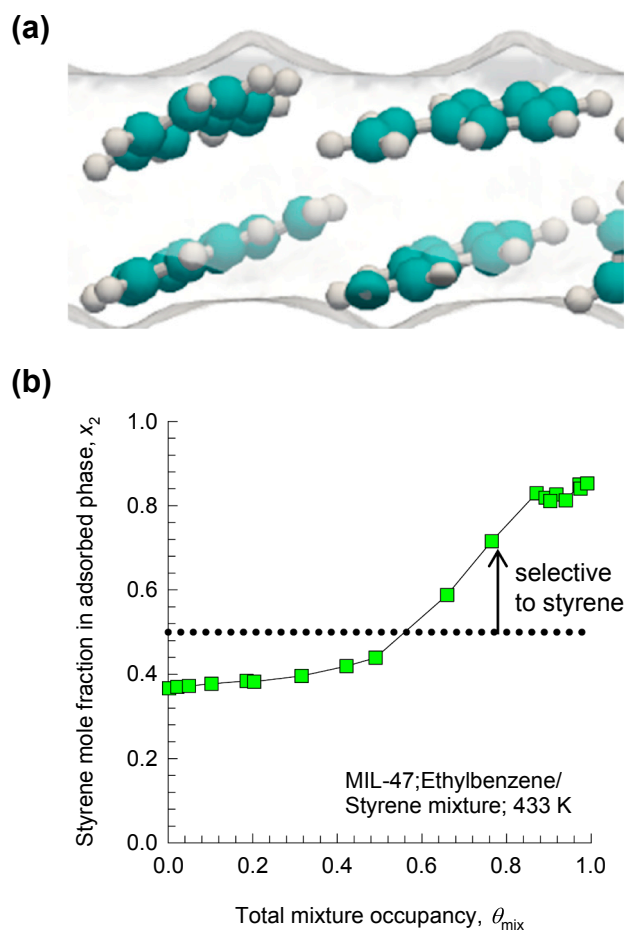 (a)
(b)
Styrene mole fraction in adsorbed phase, x₂
1.0
0.8
0.6
0.4
0.2
0.0
selective
to styrene
MIL-47;Ethylbenzene/
Styrene mixture; 433 K
0.0 0.2 0.4 0.6 0.8 1.0
Total mixture occupancy, θmix